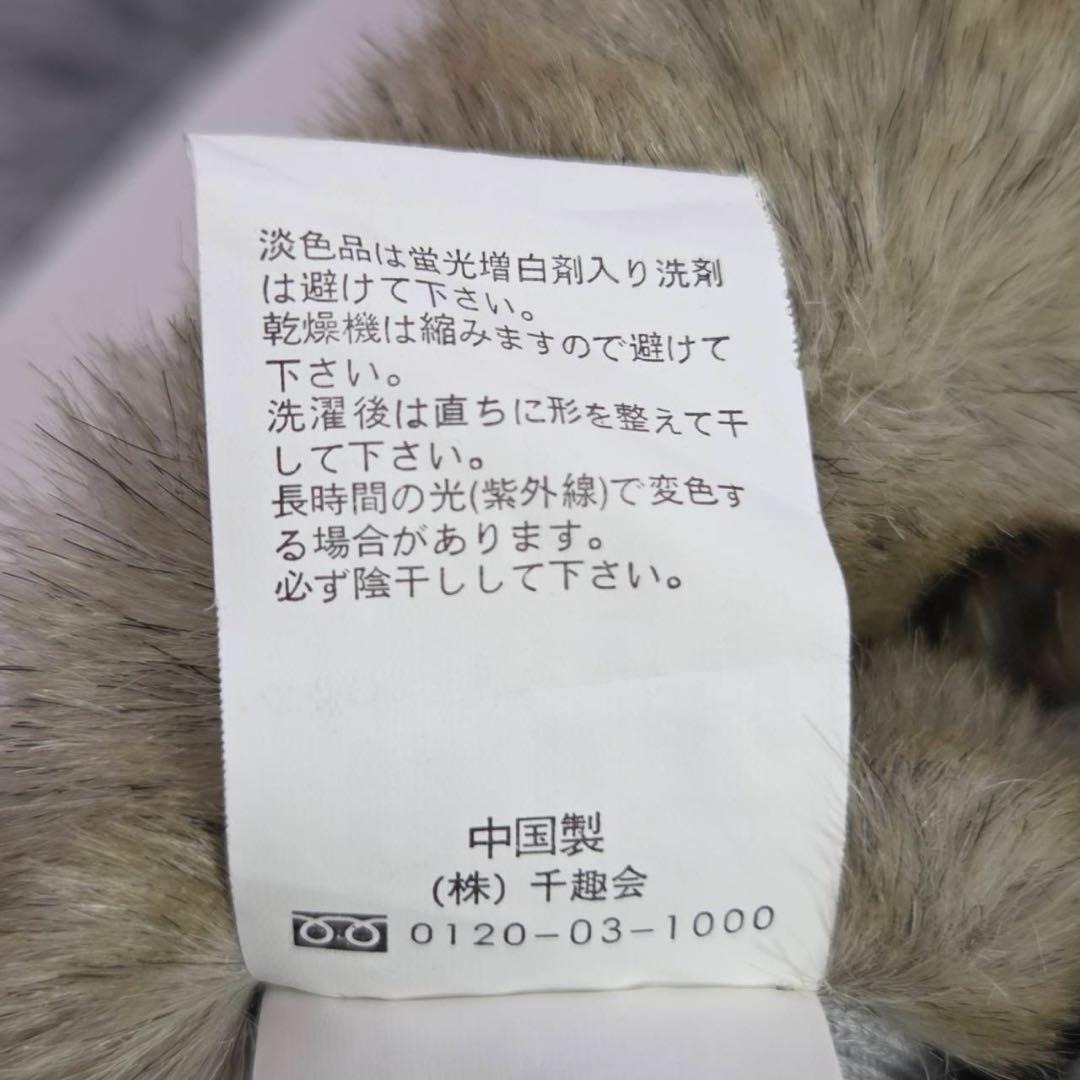 淡色品は蛍光増白剤入り洗剤
は避けて下さい。
乾燥機は縮みますので避けて
下さい。
洗濯後は直ちに形を整えて干
して下さい。
長時間の光(紫外線)で変色す
る場合があります。
必ず陰干しして下さい。
中国製
(株)千趣会
0120-03-1000